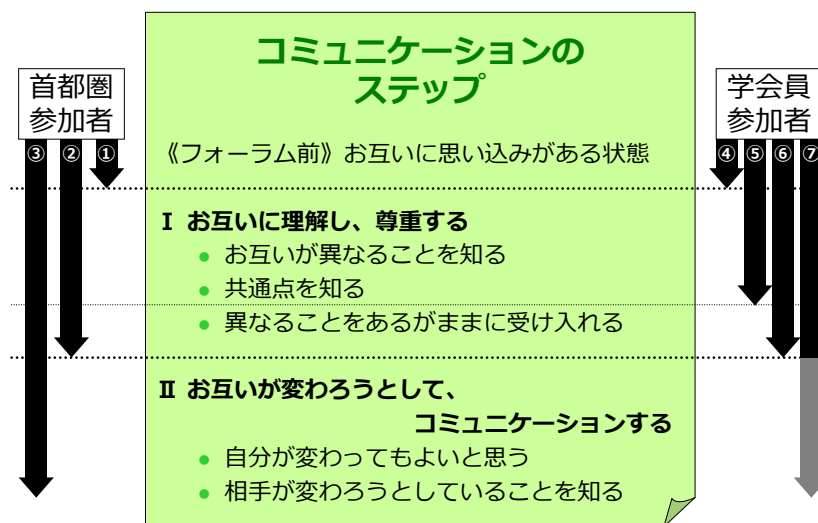 コミュニケーションの
ステップ
首都圏
参加者
③ ② ①
学会員
参加者
④ ⑤ ⑥ ⑦
《フォーラム前》お互いに思い込みがある状態
Ⅰ お互いに理解し、尊重する
● お互いが異なることを知る
● 共通点を知る
● 異なることをあるがままに受け入れる
Ⅱ お互いが変わろうとして、
コミュニケーションする
● 自分が変わってもよいと思う
● 相手が変わろうとしていることを知る